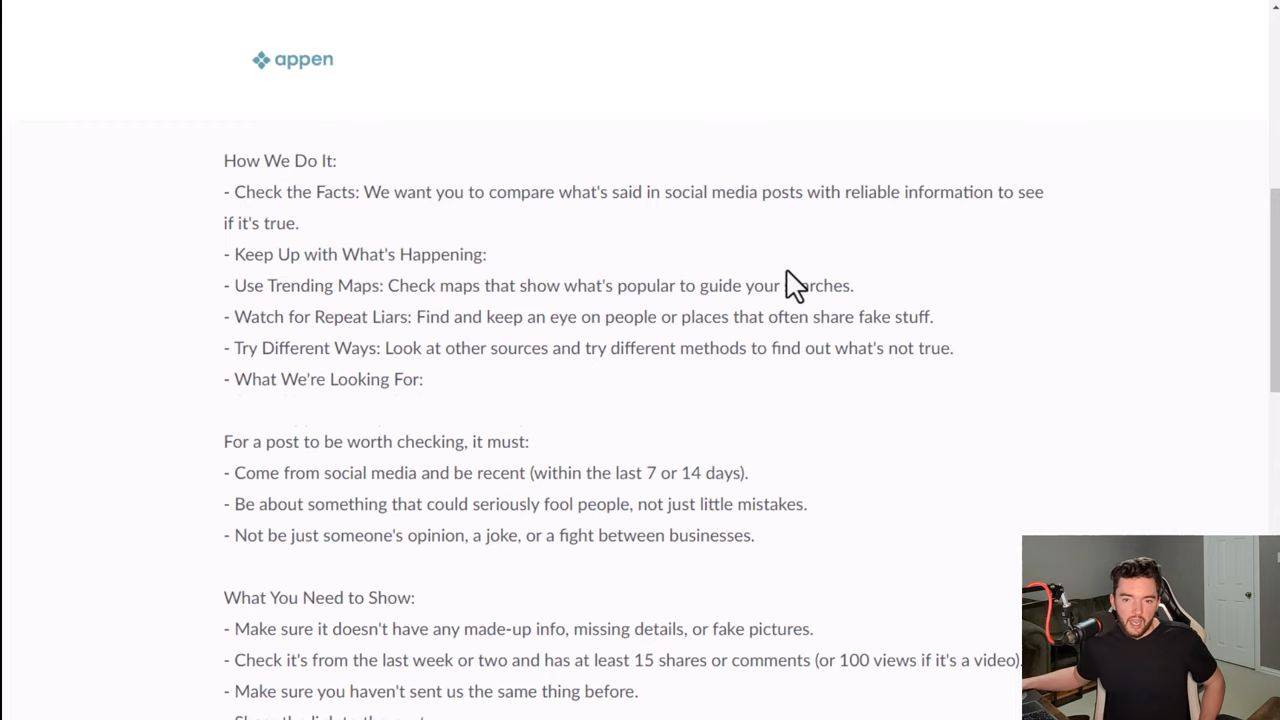 appen
How We Do It:
- Check the Facts: We want you to compare what's said in social media posts with reliable information to see
if it's true.
- Keep Up with What's Happening:
- Use Trending Maps: Check maps that show what's popular to guide your
- Watch for Repeat Liars: Find and keep an eye on people or places that often share fake stuff.
- Try Different Ways: Look at other sources and try different methods to find out what's not true.
- What We're Looking For:
For a post to be worth checking, it must:
- Come from social media and be recent (within the last 7 or 14 days).
- Be about something that could seriously fool people, not just little mistakes.
- Not be just someone's opinion, a joke, or a fight between businesses.
What You Need to Show:
- Make sure it doesn't have any made-up info, missing details, or fake pictures.
- Check it's from the last week or two and has at least 15 shares or comments (or 100 views if it's a video)
- Make sure you haven't sent us the same thing before.